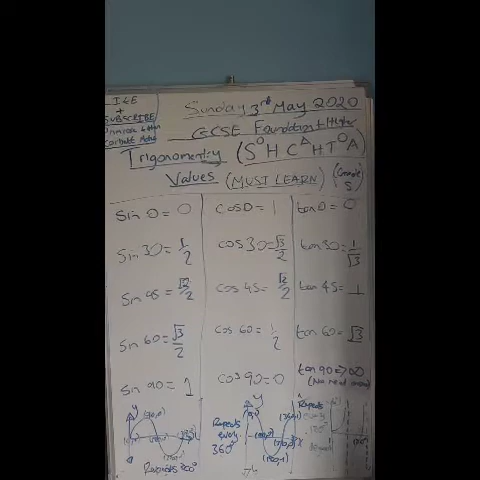 LIKE
+
SUBSCRIBE
Sunday 3rd May 2020
GCSE Foundation + Higher
Trigonometry (SOH CAH TOA)
Values (MUST LEARN) (Grade 5)
Sin 0 = 0
Sin 30 = 1/2
Sin 45 = √2/2
Sin 60 = √3/2
Sin 90 = 1
cos 0 = 1
cos 30 = √3/2
cos 45 = √2/2
cos 60 = 1/2
cos 90 = 0
tan 0 = 0
tan 30 = 1/√3
tan 45 = 1
tan 60 = √3
tan 90 => ∞
(No real
y
Repeats 360°
Repeats
every
360°
y
Repeats
every